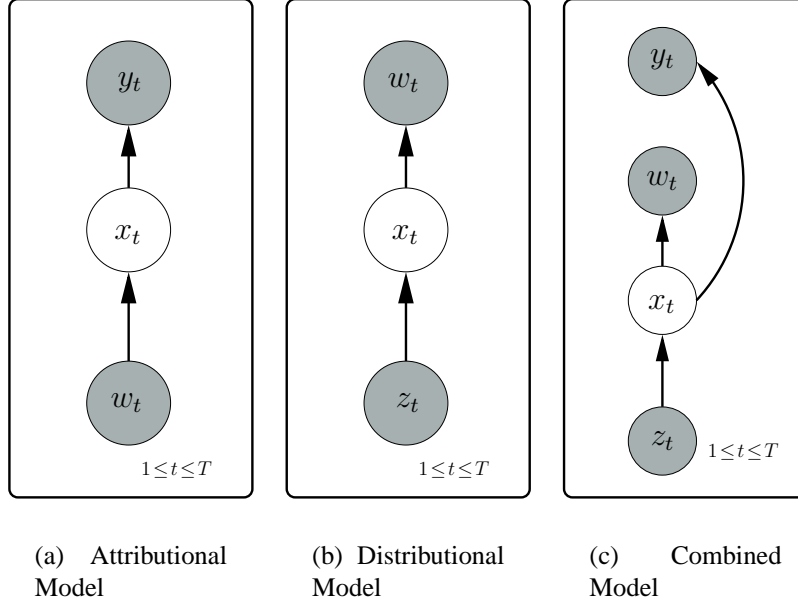 y_t
x_t
w_t
1≤t≤T
w_t
x_t
z_t
1≤t≤T
y_t
w_t
x_t
z_t
1≤t≤T
(a) Attributional
Model
(b) Distributional
Model
(c) Combined
Model